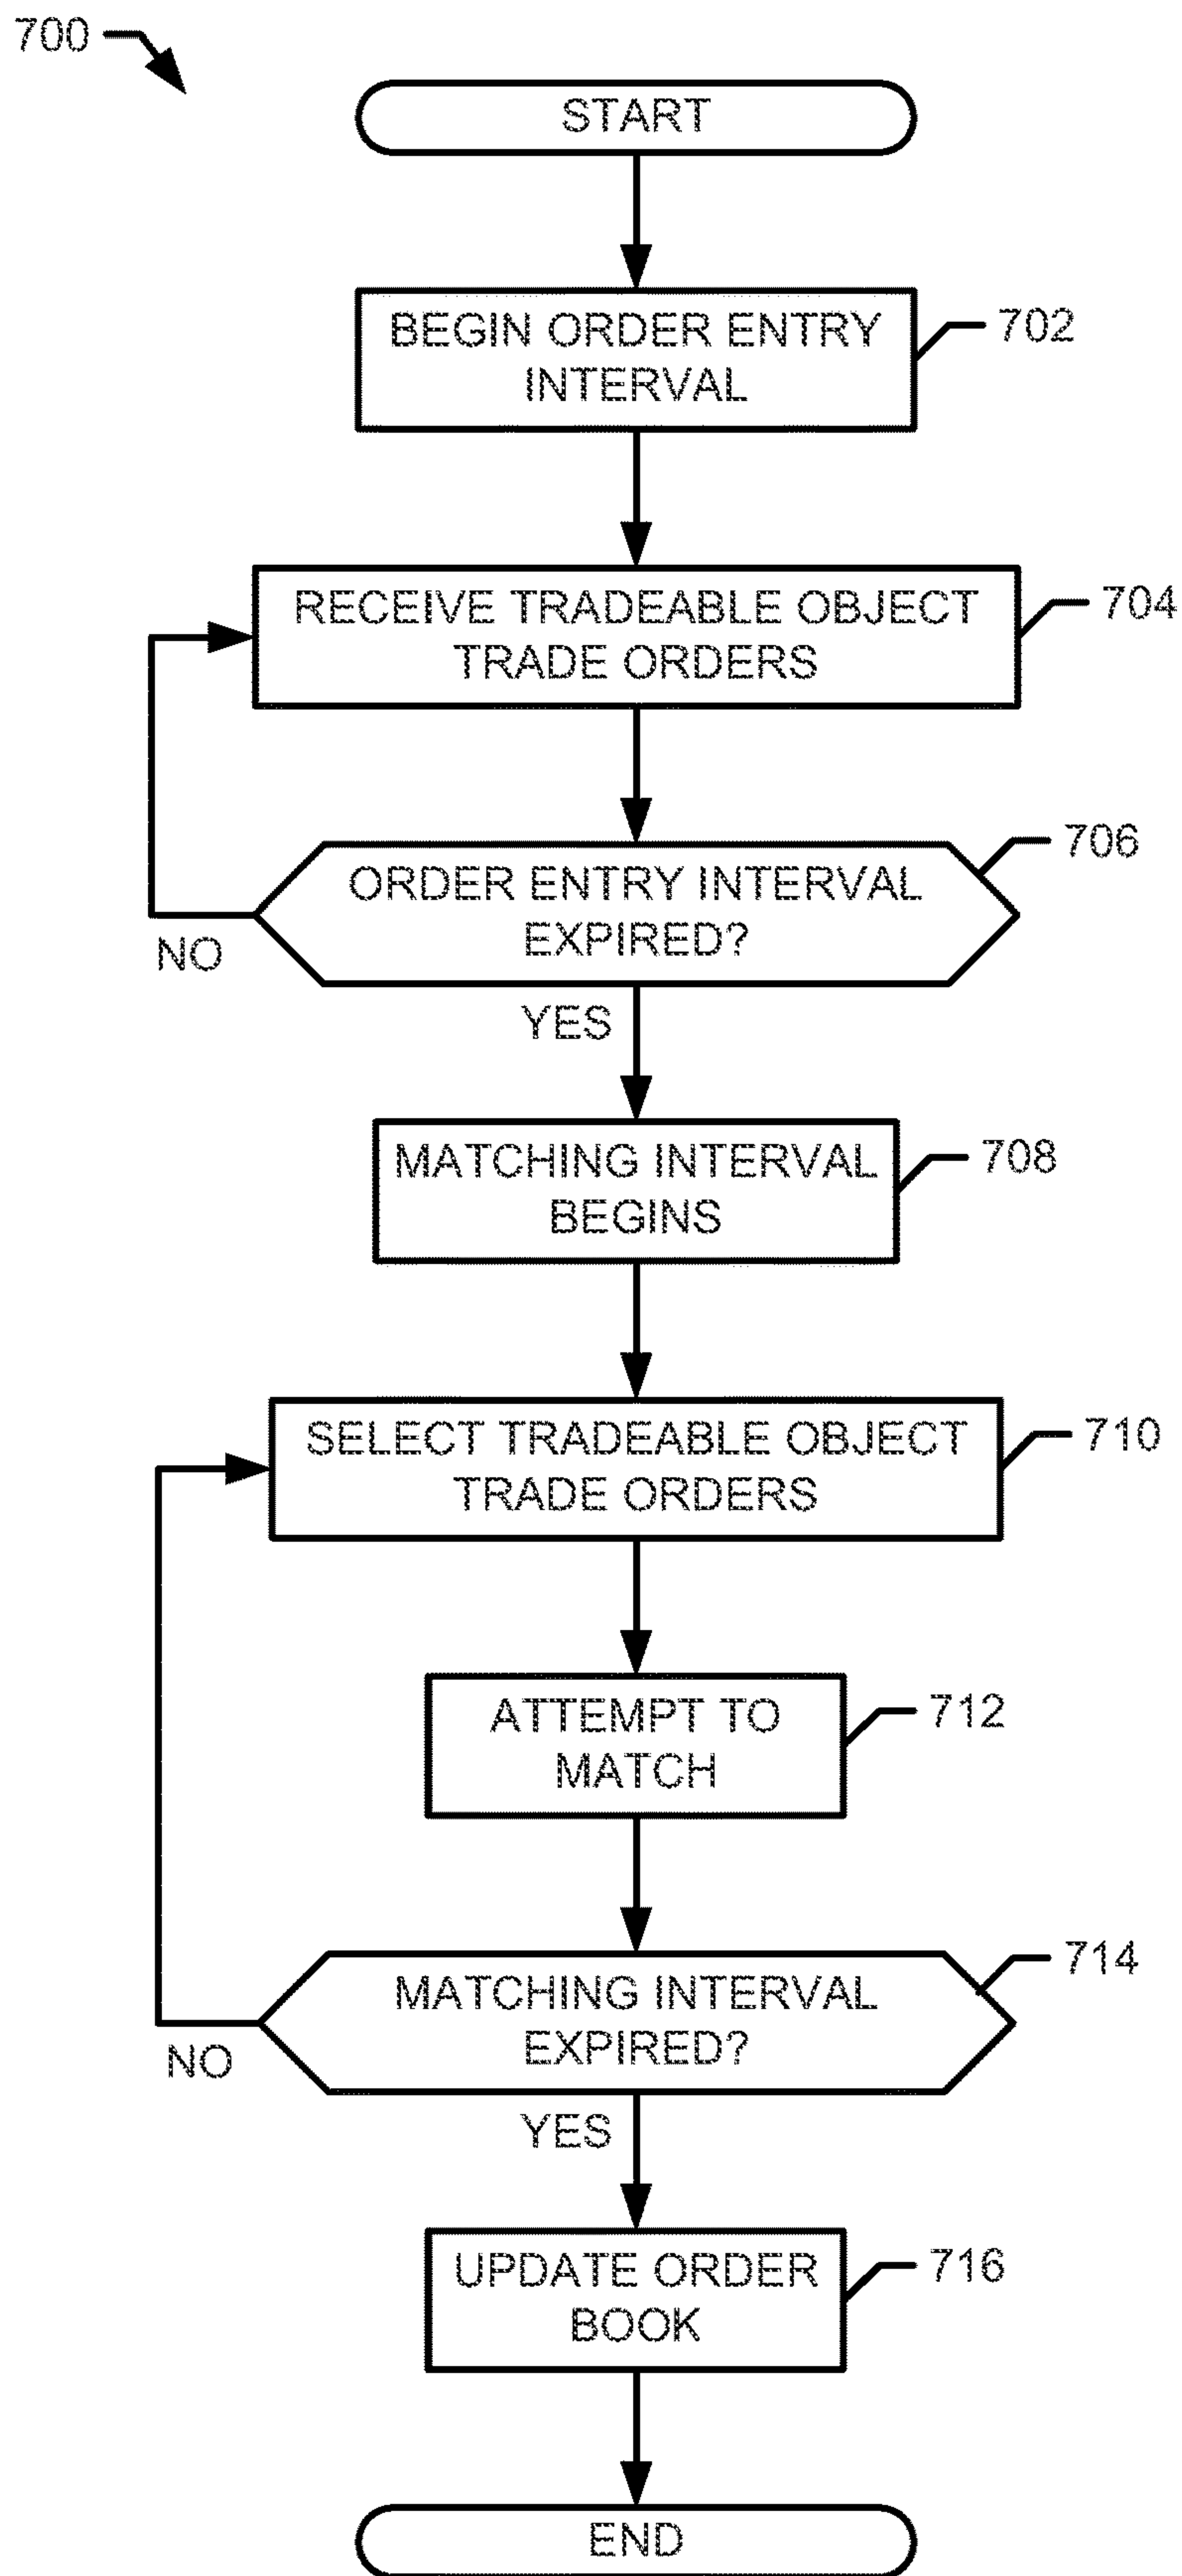 700
START
BEGIN ORDER ENTRY
INTERVAL
702
RECEIVE TRADEABLE OBJECT
TRADE ORDERS
704
ORDER ENTRY INTERVAL
EXPIRED?
706
NO
YES
MATCHING INTERVAL
BEGINS
708
SELECT TRADEABLE OBJECT
TRADE ORDERS
710
ATTEMPT TO
MATCH
712
MATCHING INTERVAL
EXPIRED?
714
NO
YES
UPDATE ORDER
BOOK
716
END